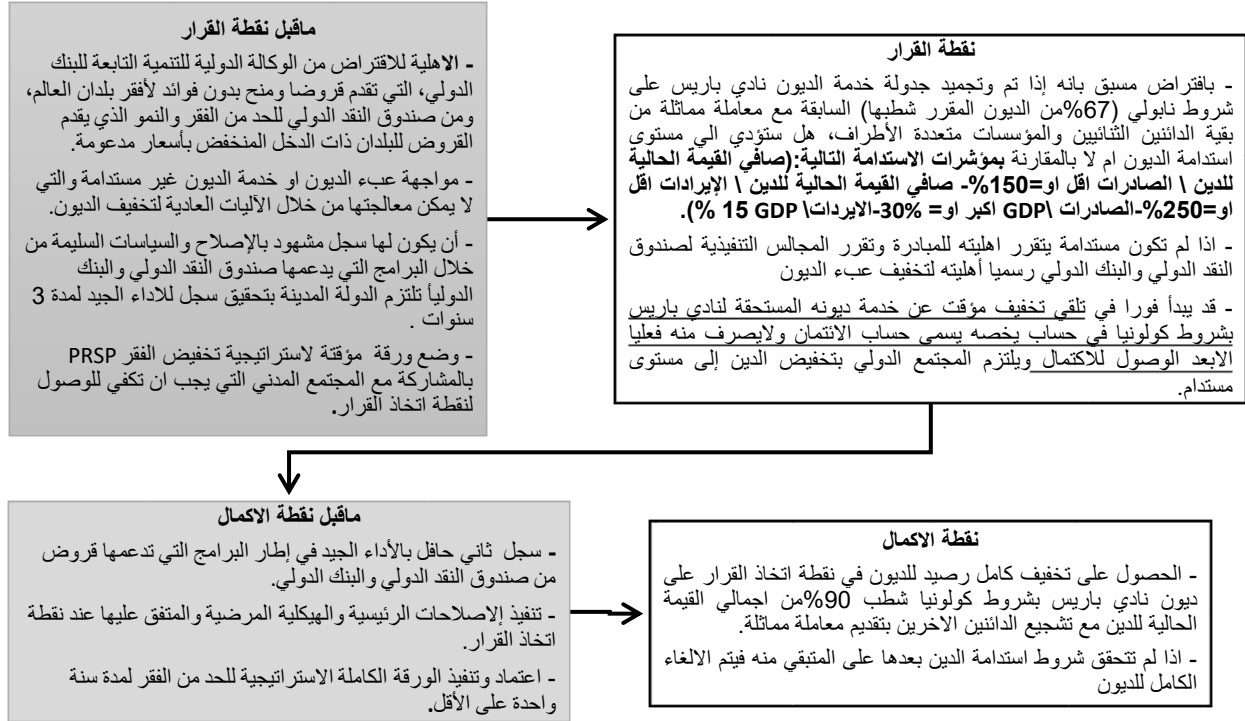 ماقبل نقطة القرار
- الاهلية للاقتراض من الوكالة الدولية للتنمية التابعة للبنك
الدولي، التي تقدم قروضا ومنح بدون فوائد لأفقر بلدان العالم،
ومن صندوق النقد الدولي للحد من الفقر والنمو الذي يقدم
القروض للبلدان ذات الدخل المنخفض بأسعار مدعومة.
- مواجهة عبء الديون او خدمة الديون غير مستدامة والتي
لا يمكن معالجتها من خلال الآليات العادية لتخفيف الديون.
- أن يكون لها سجل مشهود بالإصلاح والسياسات السليمة من
خلال البرامج التي يدعمها صندوق النقد الدولي والبنك
الدوليأ تلتزم الدولة المدينة بتحقيق سجل للاداء الجيد لمدة 3
سنوات .
- وضع ورقة مؤقتة لاستراتيجية تخفيض الفقر PRSP
بالمشاركة مع المجتمع المدني التي يجب ان تكفي للوصول
لنقطة اتخاذ القرار.
نقطة القرار
- بافتراض مسبق بانه إذا تم وتجميد جدولة خدمة الديون نادي باريس على
شروط نابولي (67%من الديون المقرر شطبها) السابقة مع معاملة مماثلة من
بقية الدائنين الثنائيين والمؤسسات متعددة الأطراف، هل ستؤدي الي مستوي
استدامة الديون ام لا بالمقارنة بمؤشرات الاستدامة التالية:(صافي القيمة الحالية
للدين \ الصادرات اقل او=150%- صافي القيمة الحالية للدين \ الإيرادات اقل
او=250%-الصادرات \GDP اكبر او= 30%-الايردات\ GDP 15 %).
- اذا لم تكون مستدامة يتقرر اهليته للمبادرة وتقرر المجالس التنفيذية لصندوق
النقد الدولي والبنك الدولي رسميا أهليته لتخفيف عبء الديون
- قد يبدأ فورا في تلقي تخفيف مؤقت عن خدمة ديونه المستحقة لنادي باريس
بشروط كولونيا في حساب يخصه يسمى حساب الائتمان ولايصرف منه فعليا
الابعد الوصول للاكتمال ويلتزم المجتمع الدولي بتخفيض الدين إلى مستوى
مستدام.
ماقبل نقطة الاكمال
- سجل ثاني حافل بالأداء الجيد في إطار البرامج التي تدعمها قروض
من صندوق النقد الدولي والبنك الدولي.
- تنفيذ الإصلاحات الرئيسية والهيكلية المرضية والمتفق عليها عند نقطة
اتخاذ القرار.
- اعتماد وتنفيذ الورقة الكاملة الاستراتيجية للحد من الفقر لمدة سنة
واحدة على الأقل.
نقطة الاكمال
- الحصول على تخفيف كامل رصيد للديون في نقطة اتخاذ القرار على
ديون نادي باريس بشروط كولونيا شطب 90%من اجمالي القيمة
الحالية للدين مع تشجيع الدائنين الاخرين بتقديم معاملة مماثلة.
- اذا لم تتحقق شروط استدامة الدين بعدها على المتبقي منه فيتم الالغاء
الكامل للديون